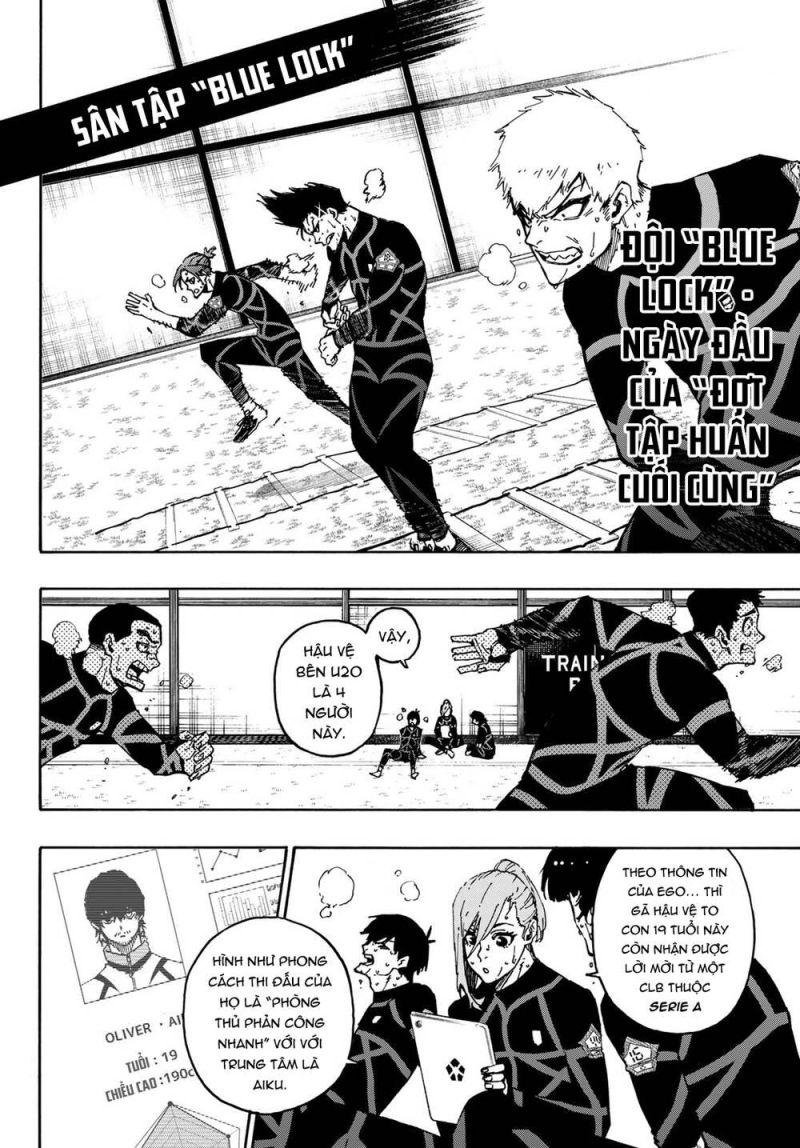 SÂN TẬP "BLUE LOCK"
ĐỘI "BLUE
LOCK" -
NGÀY ĐẦU
CỦA "ĐỢT
TẬP HUẤN
CUỐI CÙNG"
VẬY,
HẬU VỆ
BÊN U20
LÀ 4
NGƯỜI
NÀY.
TRAIN
THEO THÔNG TIN
CỦA EGO... THÌ
GÃ HẬU VỆ TO
CON 19 TUỔI NÀY
CÒN NHẬN ĐƯỢC
LỜI MỜI TỪ MỘT
CLB THUỘC
SERIE A
HÌNH NHƯ PHONG
CÁCH THI ĐẤU CỦA
HỌ LÀ "PHÒNG
THỦ PHẢN CÔNG
NHANH" VỚI VỚI
TRUNG TÂM LÀ
AIKU.
OLIVER · AI
TUỔI : 19
CHIỀU CAO :190c
15